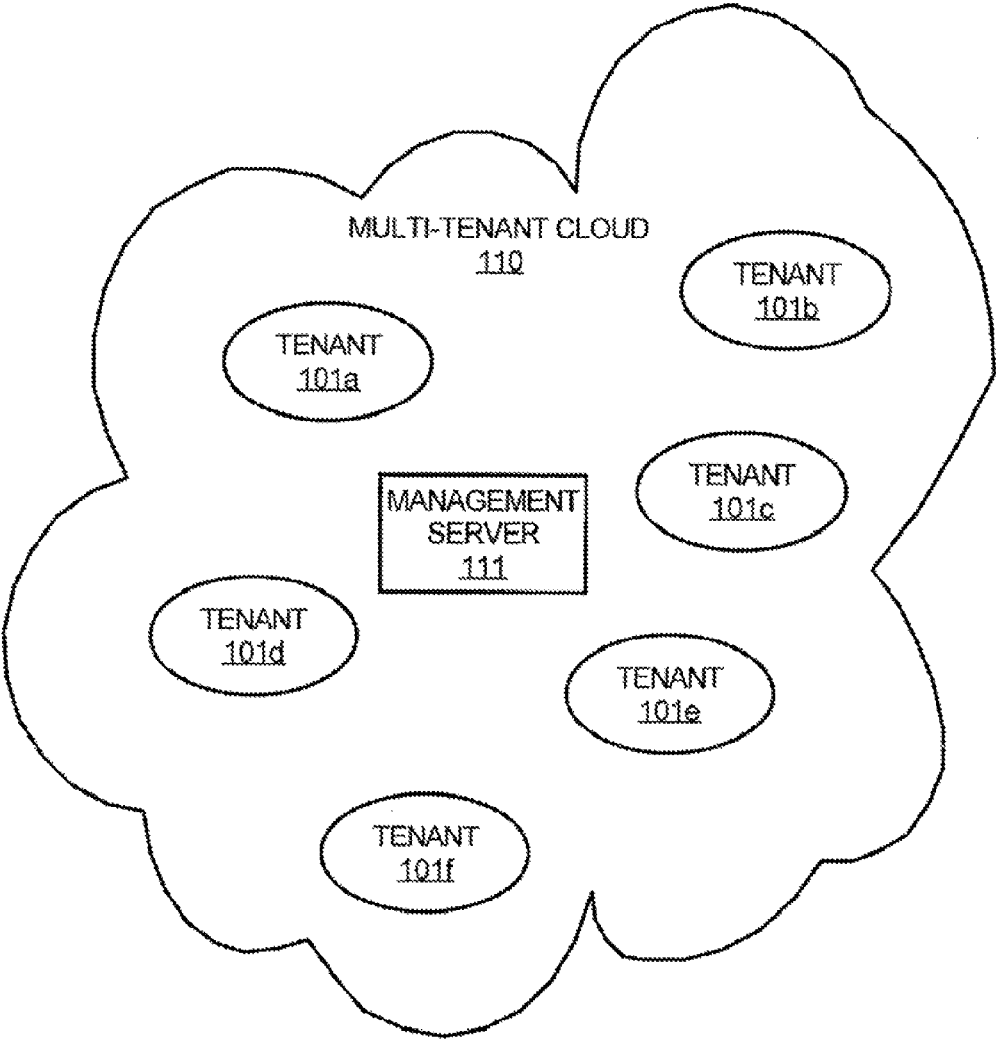 MULTI-TENANT CLOUD
110
TENANT
101b
TENANT
101a
TENANT
101c
MANAGEMENT
SERVER
111
TENANT
101d
TENANT
101e
TENANT
101f